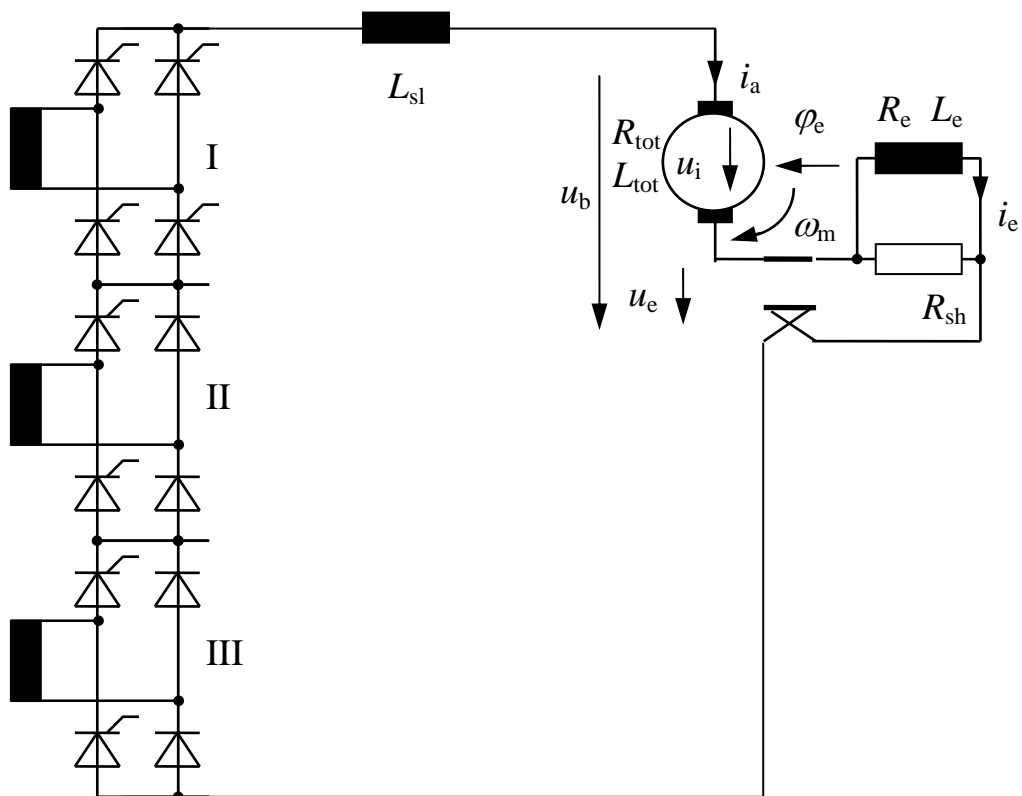 L_sl
i_a
R_tot
L_tot
u_i
φ_e
R_e L_e
I
u_b
ω_m
i_e
u_e
R_sh
II
III